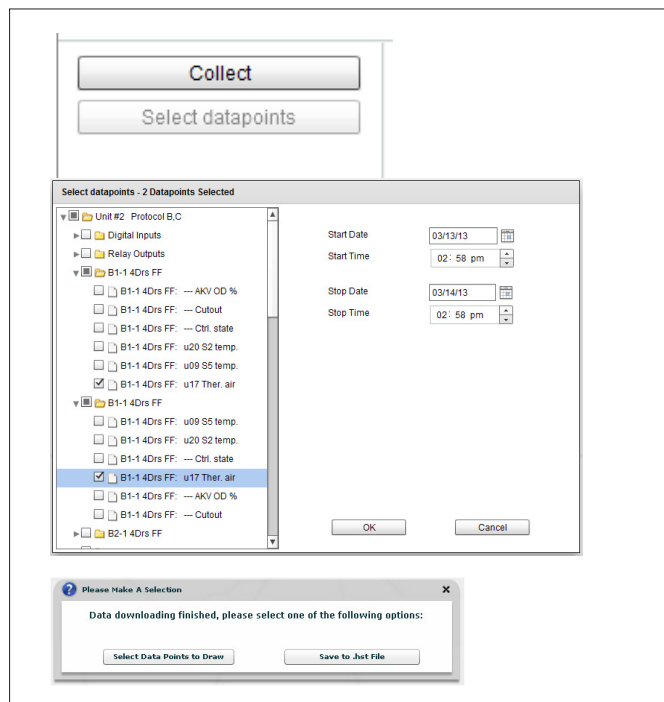 Collect
Select datapoints
Select datapoints - 2 Datapoints Selected
Unit #2 Protocol B,C
Digital Inputs
Relay Outputs
B1-1 4Drs FF
B1-1 4Drs FF: --- AKV OD %
B1-1 4Drs FF: --- Cutout
B1-1 4Drs FF: --- Ctrl. state
B1-1 4Drs FF: u20 S2 temp.
B1-1 4Drs FF: u09 S5 temp.
B1-1 4Drs FF: u17 Ther. air
B1-1 4Drs FF
B1-1 4Drs FF: u09 S5 temp.
B1-1 4Drs FF: u20 S2 temp.
B1-1 4Drs FF: --- Ctrl. state
B1-1 4Drs FF: u17 Ther. air
B1-1 4Drs FF: --- AKV OD %
B1-1 4Drs FF: --- Cutout
B2-1 4Drs FF
Start Date 03/13/13
Start Time 02: 58 pm
Stop Date 03/14/13
Stop Time 02: 58 pm
OK Cancel
Please Make A Selection
Data downloading finished, please select one of the following options:
Select Data Points to Draw Save to .hst File